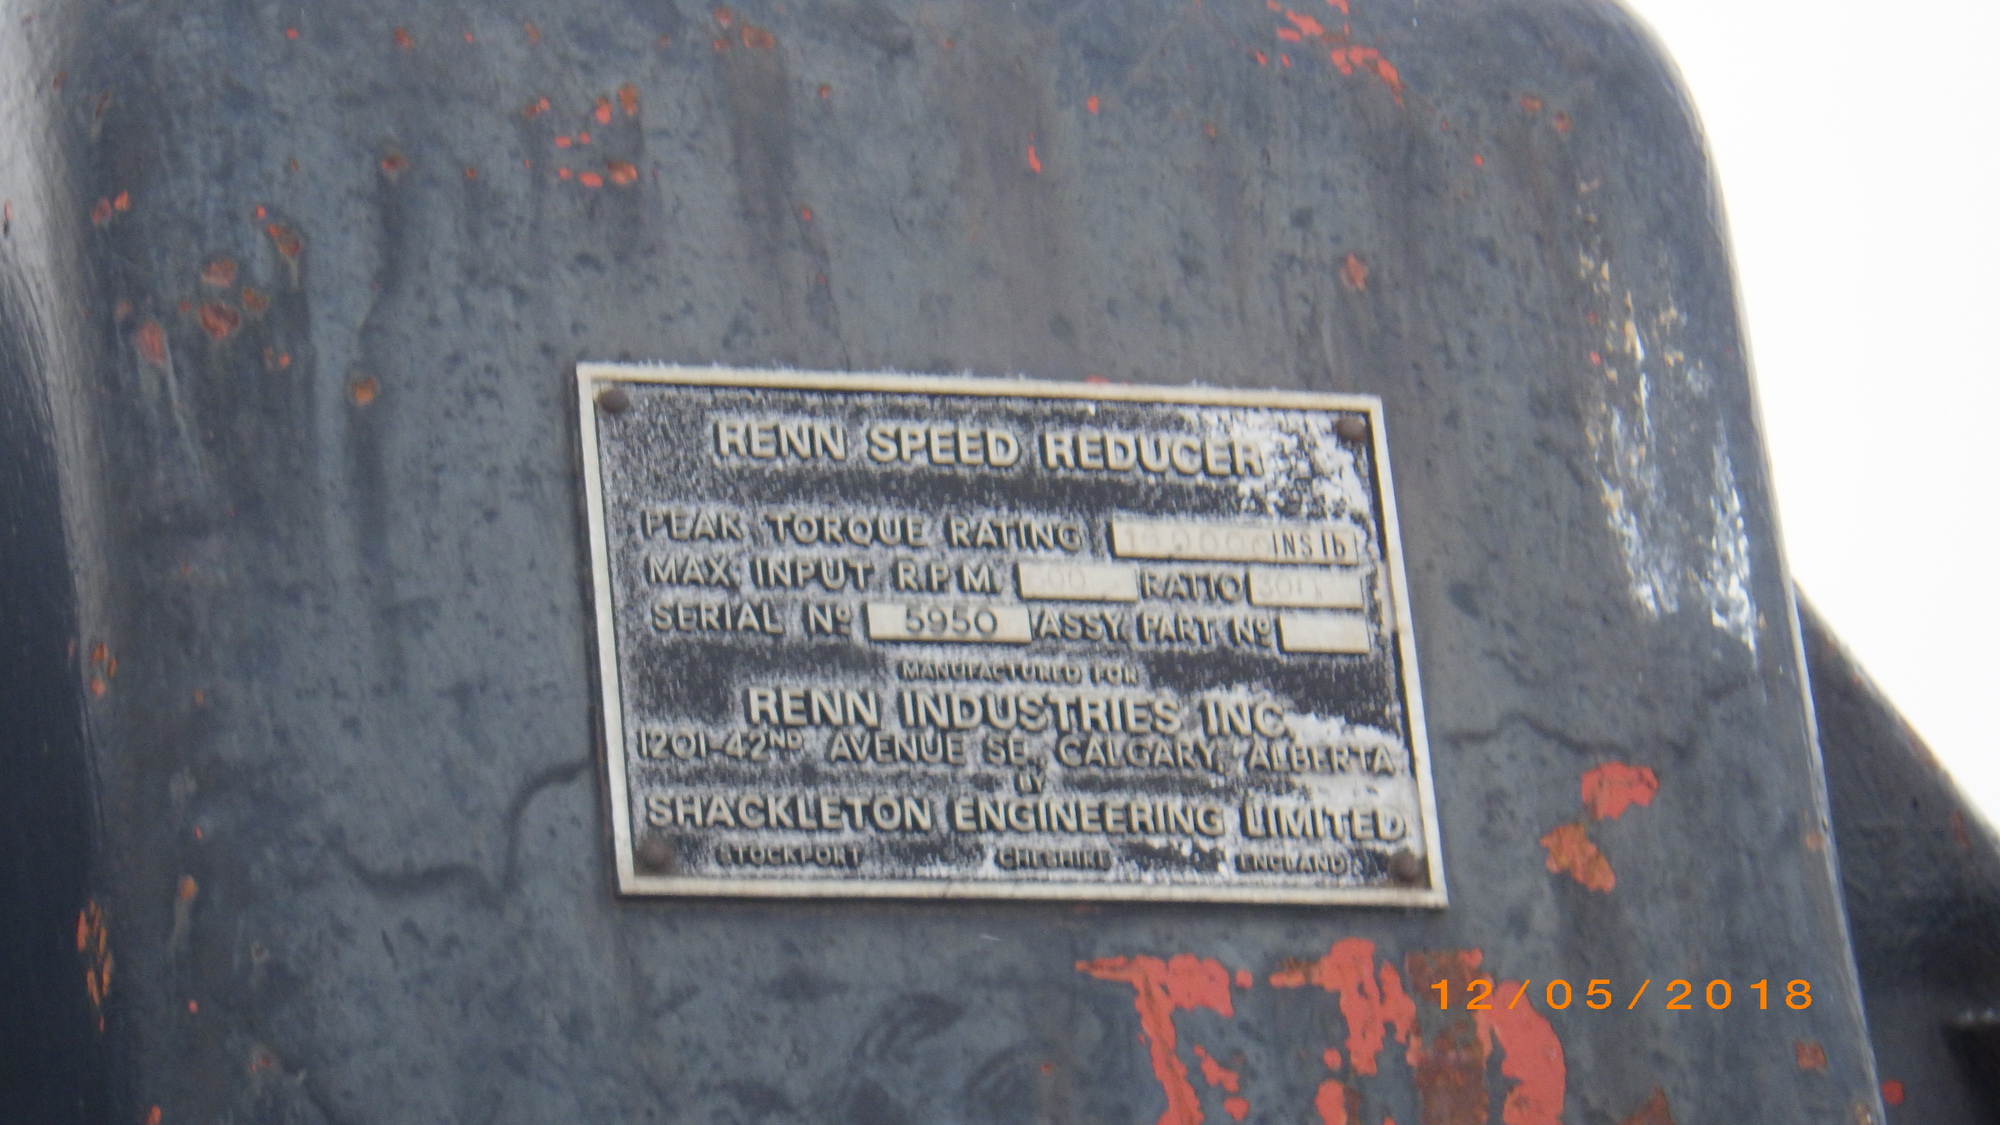 RENN SPEED REDUCER
PEAK TORQUE RATING INS lb
MAX. INPUT R.P.M. RATIO
SERIAL Nº 5950 ASSY. PART Nº
MANUFACTURED FOR
RENN INDUSTRIES INC.
1201-42ND AVENUE SE. CALGARY, ALBERTA
BY
SHACKLETON ENGINEERING LIMITED
STOCKPORT CHESHIRE ENGLAND
12/05/2018